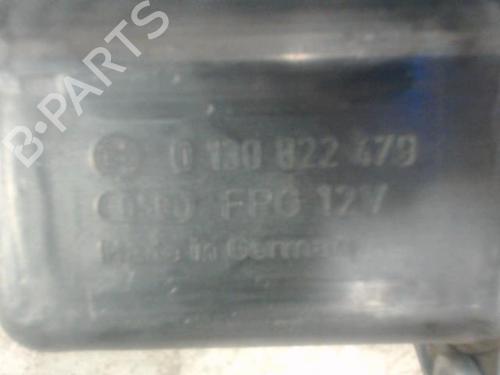 B-PARTS
0 130 822 479
FPG 12V
Made in Germany